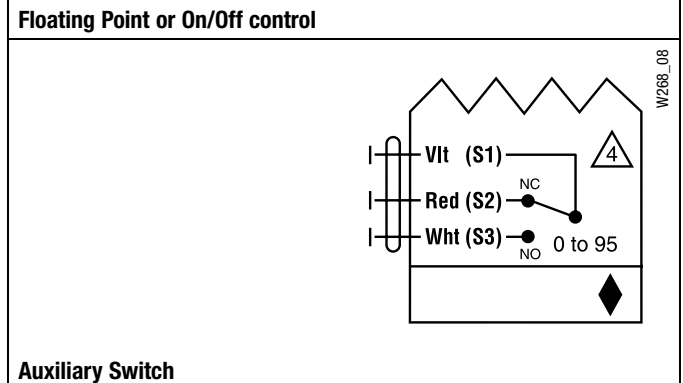 Floating Point or On/Off control
W268_08
Vlt (S1)
4
NC
Red (S2)
Wht (S3)
NO
0 to 95
Auxiliary Switch